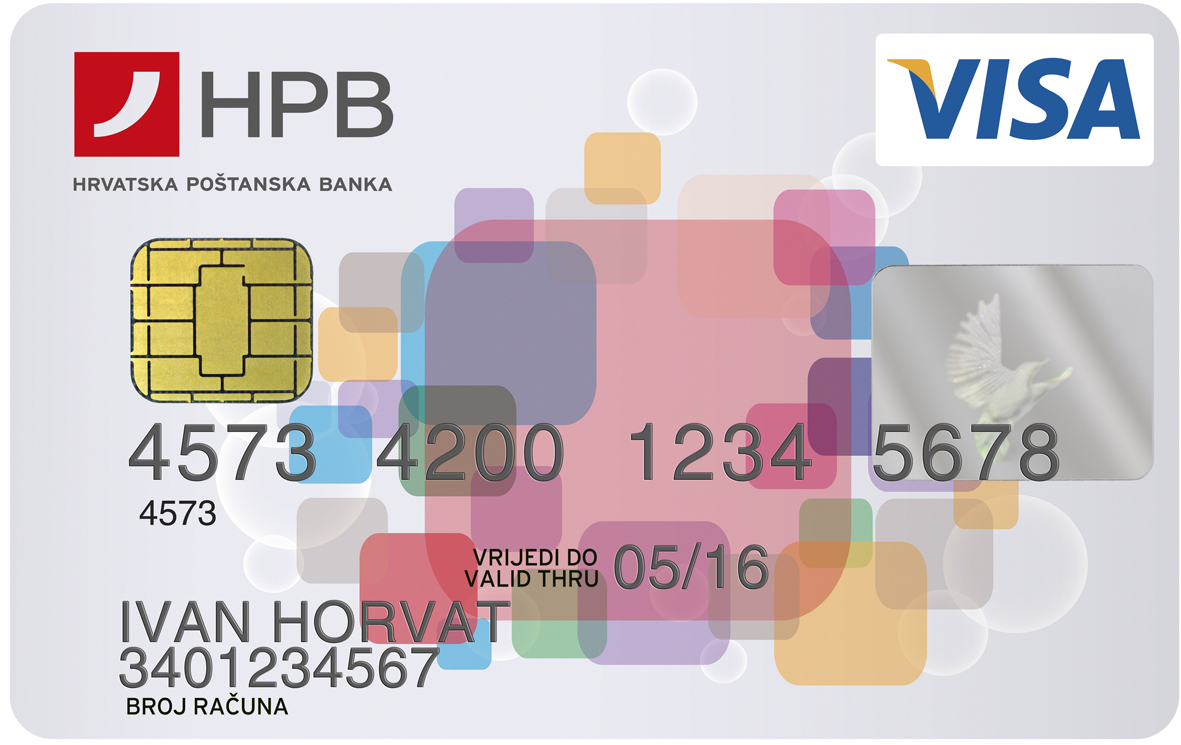 HPB
VISA
HRVATSKA POŠTANSKA BANKA
4573 4200 1234 5678
4573
VRIJEDI DO
VALID THRU 05/16
IVAN HORVAT
3401234567
BROJ RAČUNA